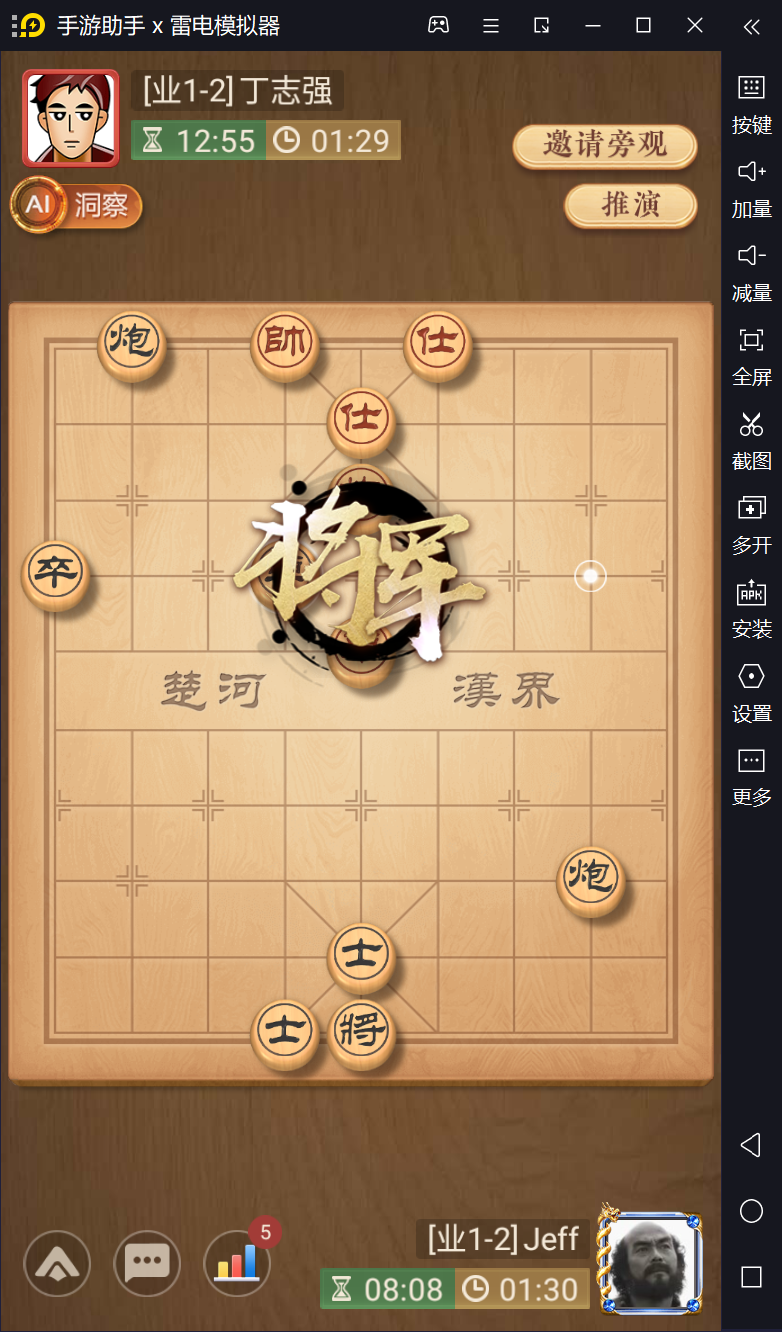 手游助手 x 雷电模拟器
[业1-2] 丁志强
12:55 01:29
邀请旁观
AI 洞察
推演
按键
加量
减量
全屏
截图
多开
APK
安装
设置
更多
炮 帥 仕
仕
将军
卒
楚河 漢界
炮
士
士 將
5
[业1-2] Jeff
08:08 01:30